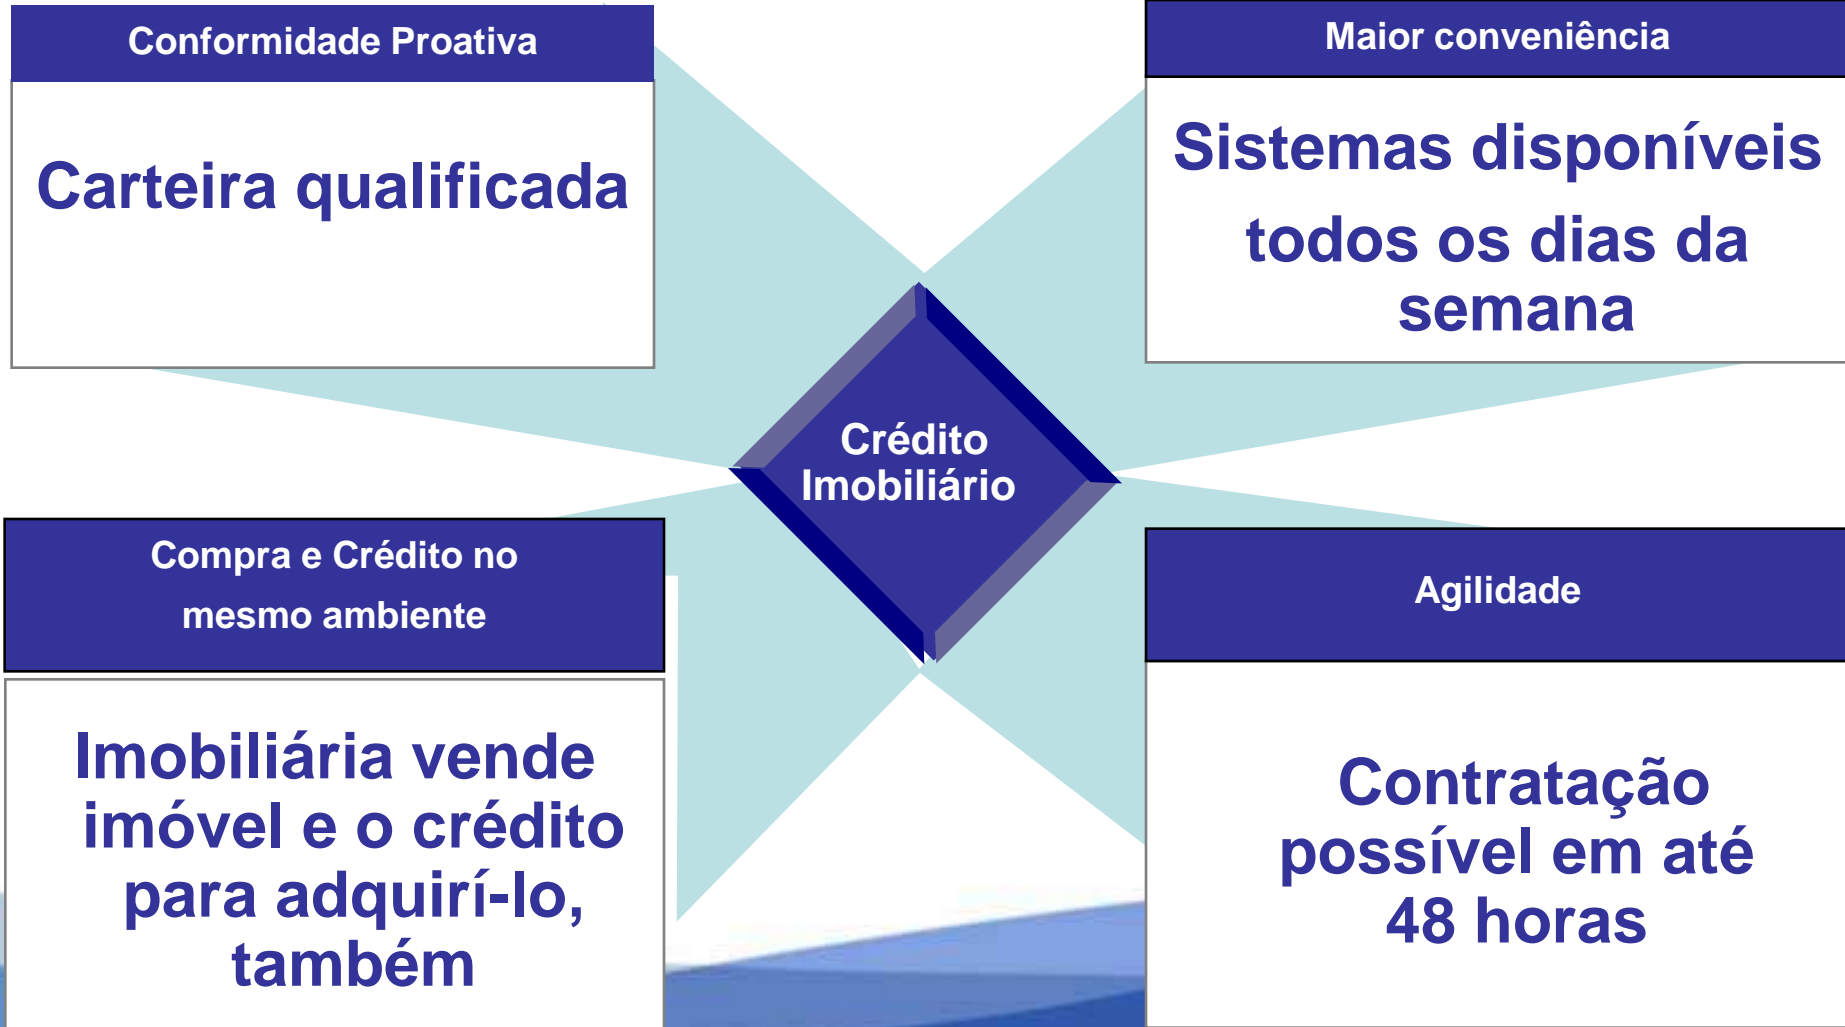 Conformidade Proativa
Carteira qualificada
Maior conveniência
Sistemas disponíveis
todos os dias da
semana
Crédito
Imobiliário
Compra e Crédito no
mesmo ambiente
Imobiliária vende
imóvel e o crédito
para adquirí-lo,
também
Agilidade
Contratação
possível em até
48 horas